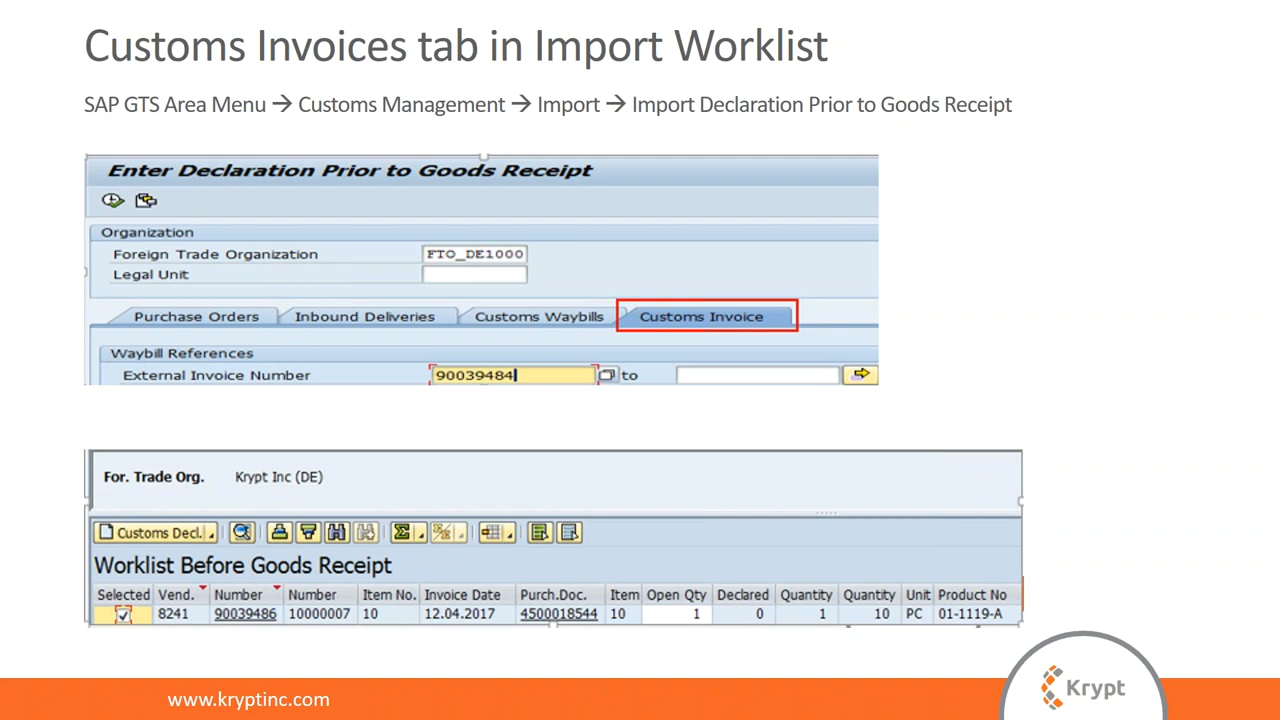 Customs Invoices tab in Import Worklist
SAP GTS Area Menu → Customs Management → Import → Import Declaration Prior to Goods Receipt
Enter Declaration Prior to Goods Receipt
Organization
Foreign Trade Organization FTO_DE1000
Legal Unit
Purchase Orders Inbound Deliveries Customs Waybills Customs Invoice
Waybill References
External Invoice Number 90039484 to
For. Trade Org. Krypt Inc (DE)
Customs Decl.
Worklist Before Goods Receipt
Selected Vend. Number Number Item No. Invoice Date Purch.Doc. Item Open Qty Declared Quantity Quantity Unit Product No
8241 90039486 10000007 10 12.04.2017 4500018544 10 1 0 1 10 PC 01-1119-A
www.kryptinc.com
Krypt